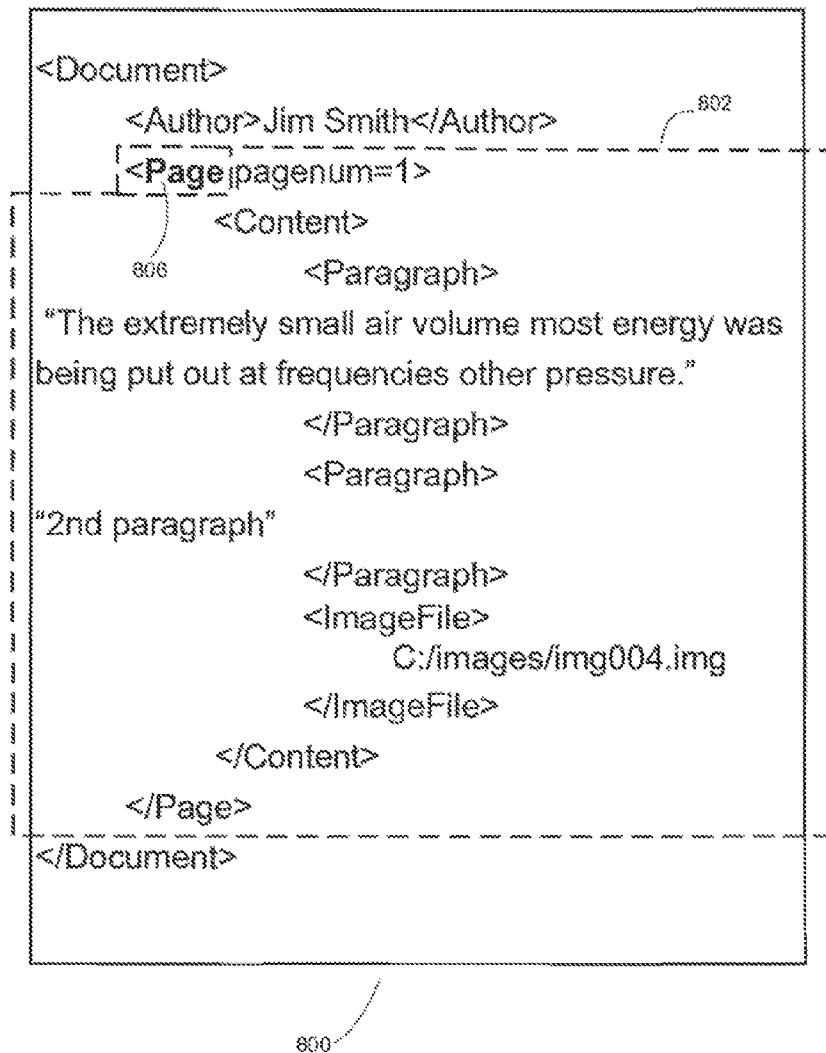 <Document>
<Author>Jim Smith</Author>
802
<Page pagenum=1>
<Content>
806
<Paragraph>
“The extremely small air volume most energy was
being put out at frequencies other pressure.”
</Paragraph>
<Paragraph>
“2nd paragraph”
</Paragraph>
<ImageFile>
C:/images/img004.img
</ImageFile>
</Content>
</Page>
</Document>
800